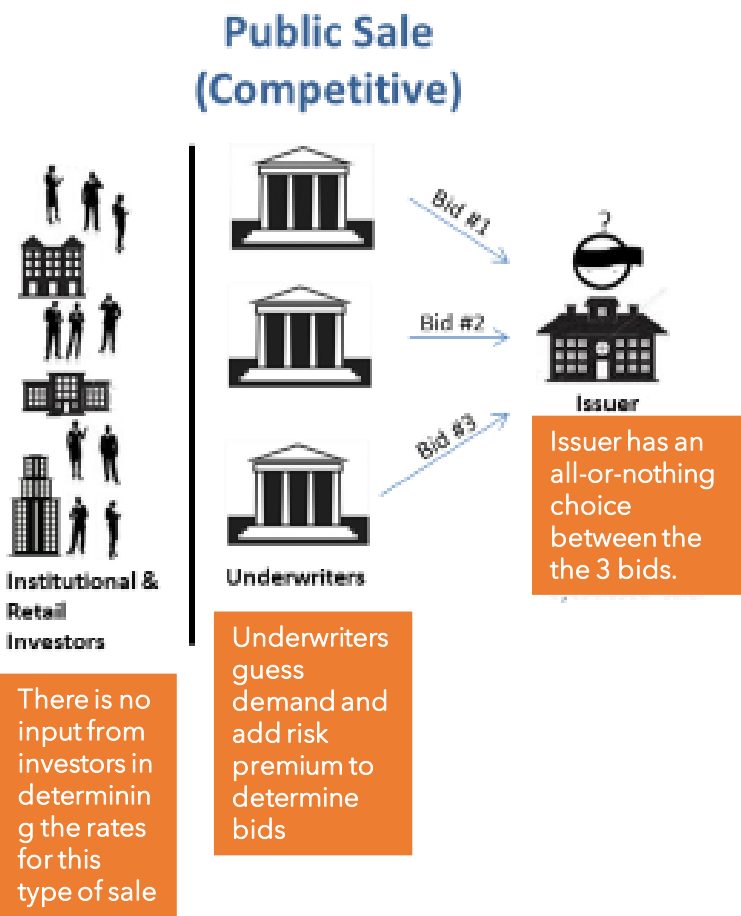 Public Sale
(Competitive)
Bid #1
?
Bid #2
Bid #3
Issuer
Issuer has an
all-or-nothing
choice
between the
the 3 bids.
Institutional &
Retail
Investors
Underwriters
Underwriters
guess
demand and
add risk
premium to
determine
bids
There is no
input from
investors in
determinin
g the rates
for this
type of sale